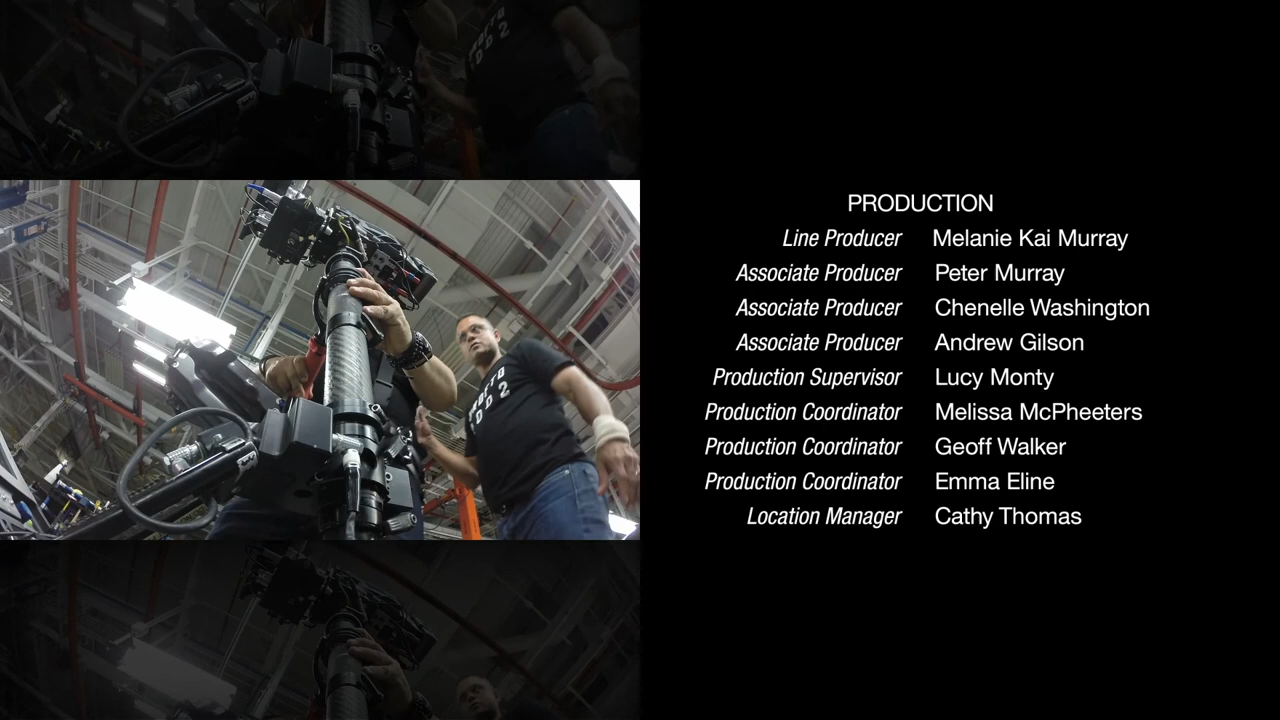 PRODUCTION
Line Producer Melanie Kai Murray
Associate Producer Peter Murray
Associate Producer Chenelle Washington
Associate Producer Andrew Gilson
Production Supervisor Lucy Monty
Production Coordinator Melissa McPheeters
Production Coordinator Geoff Walker
Production Coordinator Emma Eline
Location Manager Cathy Thomas